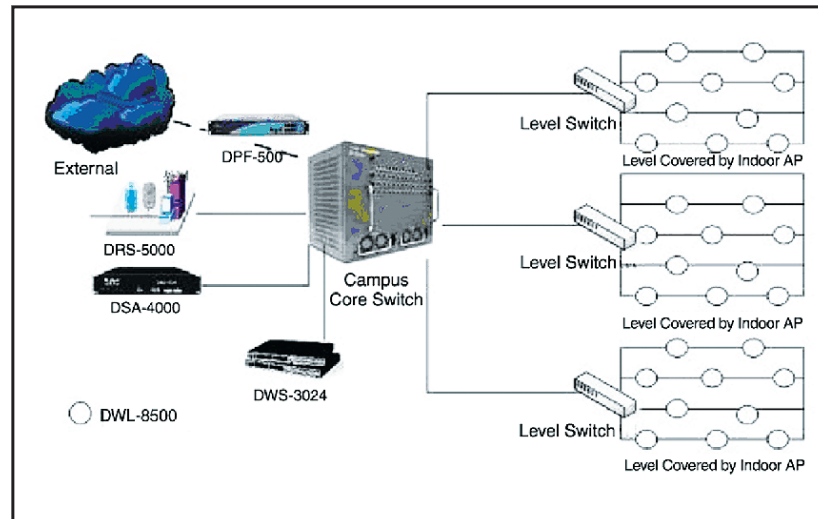 External
DPF-500
DRS-5000
DSA-4000
DWS-3024
DWL-8500
Campus
Core Switch
Level Switch
Level Covered by Indoor AP
Level Switch
Level Covered by Indoor AP
Level Switch
Level Covered by Indoor AP